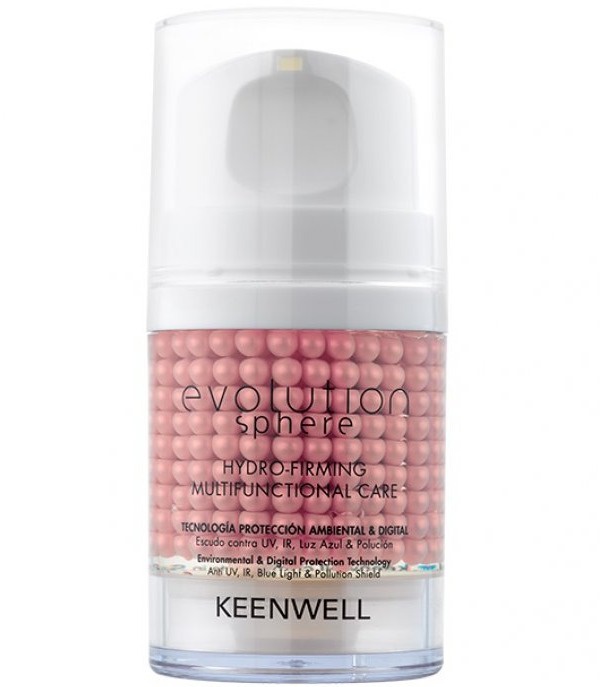 evolution
sphere
HYDRO-FIRMING
MULTIFUNCTIONAL CARE
TECNOLOGÍA PROTECCIÓN AMBIENTAL & DIGITAL
Escudo contra UV, IR, Luz Azul & Polución
Environmental & Digital Protection Technology
Anti UV, IR, Blue Light & Pollution Shield
KEENWELL